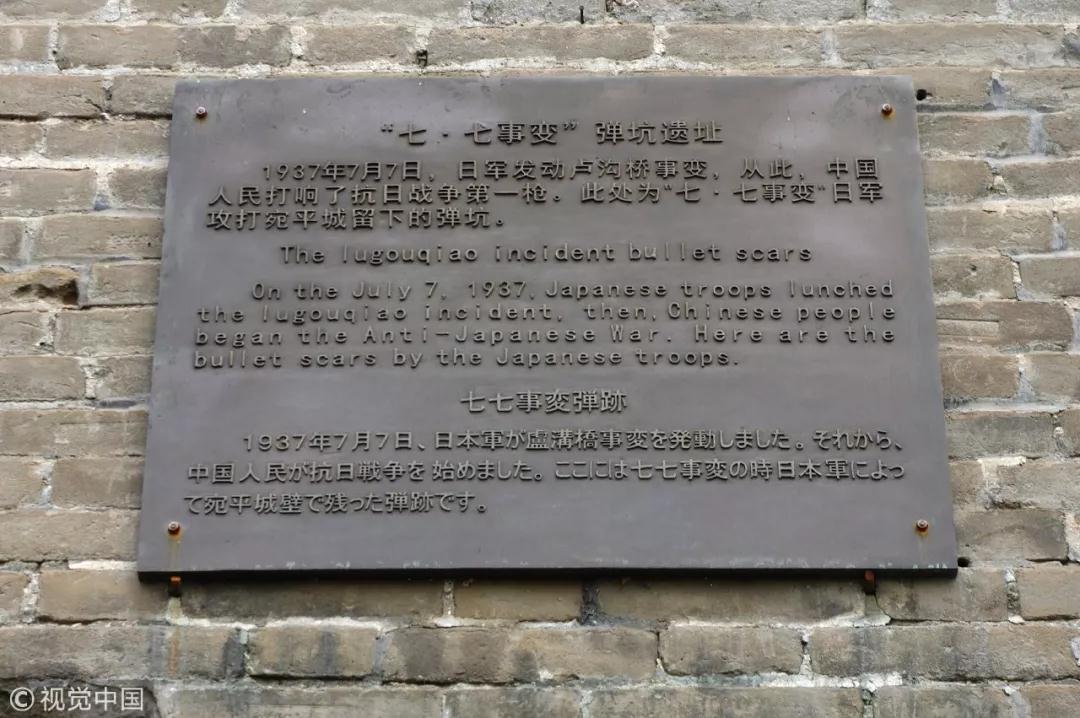 “七·七事变”弹坑遗址
1937年7月7日，日军发动卢沟桥事变，从此，中国
人民打响了抗日战争第一枪。此处为“七·七事变”日军
攻打宛平城留下的弹坑。
The lugouqiao incident bullet scars
On the July 7, 1937, Japanese troops lunched
the lugouqiao incident, then, Chinese people
began the Anti-Japanese War. Here are the
bullet scars by the Japanese troops.
七七事変弾跡
1937年7月7日、日本軍が盧溝橋事変を発動しました。それから、
中国人民が抗日戦争を始めました。ここには七七事変の時日本軍によっ
て宛平城壁で残った弾跡です。
©视觉中国